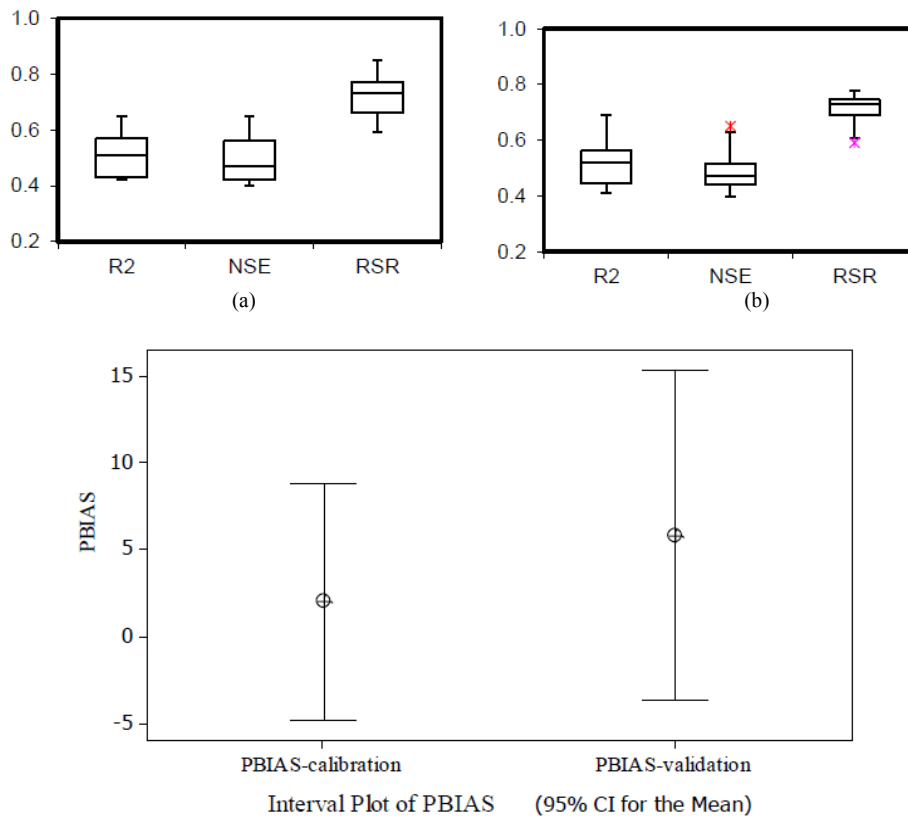 1.0
0.8
0.6
0.4
0.2
R2 NSE RSR
(a)
1.0
0.8
0.6
0.4
0.2
R2 NSE RSR
(b)
15
10
5
0
-5
PBIAS
PBIAS-calibration PBIAS-validation
Interval Plot of PBIAS (95% CI for the Mean)